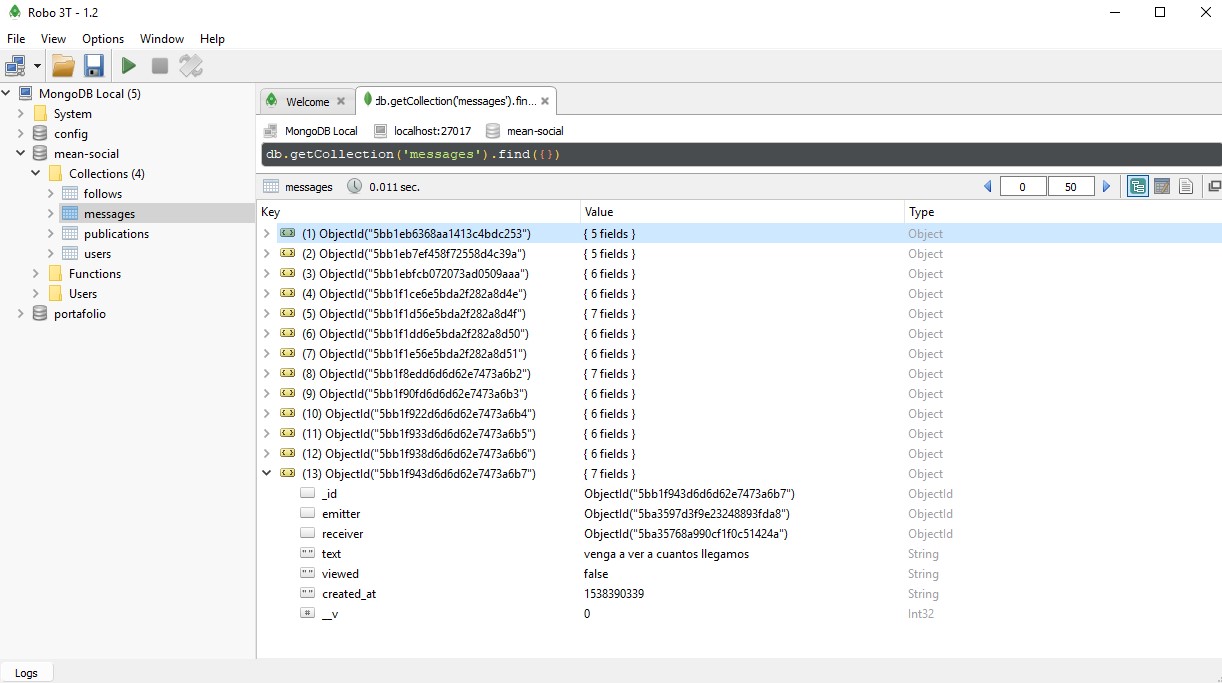 Robo 3T - 1.2
File View Options Window Help
MongoDB Local (5)
System
config
mean-social
Collections (4)
follows
messages
publications
users
Functions
Users
portafolio
Welcome db.getCollection('messages').fin...
MongoDB Local localhost:27017 mean-social
db.getCollection('messages').find({})
messages 0.011 sec. 0 50
Key Value Type
(1) ObjectId("5bb1eb6368aa1413c4bdc253") { 5 fields } Object
(2) ObjectId("5bb1eb7ef458f72558d4c39a") { 5 fields } Object
(3) ObjectId("5bb1ebfcb072073ad0509aaa") { 6 fields } Object
(4) ObjectId("5bb1f1ce6e5bda2f282a8d4e") { 6 fields } Object
(5) ObjectId("5bb1f1d56e5bda2f282a8d4f") { 7 fields } Object
(6) ObjectId("5bb1f1dd6e5bda2f282a8d50") { 6 fields } Object
(7) ObjectId("5bb1f1e56e5bda2f282a8d51") { 6 fields } Object
(8) ObjectId("5bb1f8edd6d6d62e7473a6b2") { 7 fields } Object
(9) ObjectId("5bb1f90fd6d6d62e7473a6b3") { 6 fields } Object
(10) ObjectId("5bb1f922d6d6d62e7473a6b4") { 6 fields } Object
(11) ObjectId("5bb1f933d6d6d62e7473a6b5") { 6 fields } Object
(12) ObjectId("5bb1f938d6d6d62e7473a6b6") { 6 fields } Object
(13) ObjectId("5bb1f943d6d6d62e7473a6b7") { 7 fields } Object
_id ObjectId("5bb1f943d6d6d62e7473a6b7") ObjectId
emitter ObjectId("5ba3597d3f9e23248893fda8") ObjectId
receiver ObjectId("5ba35768a990cf1f0c51424a") ObjectId
text venga a ver a cuantos llegamos String
viewed false String
created_at 1538390339 String
__v 0 Int32
Logs